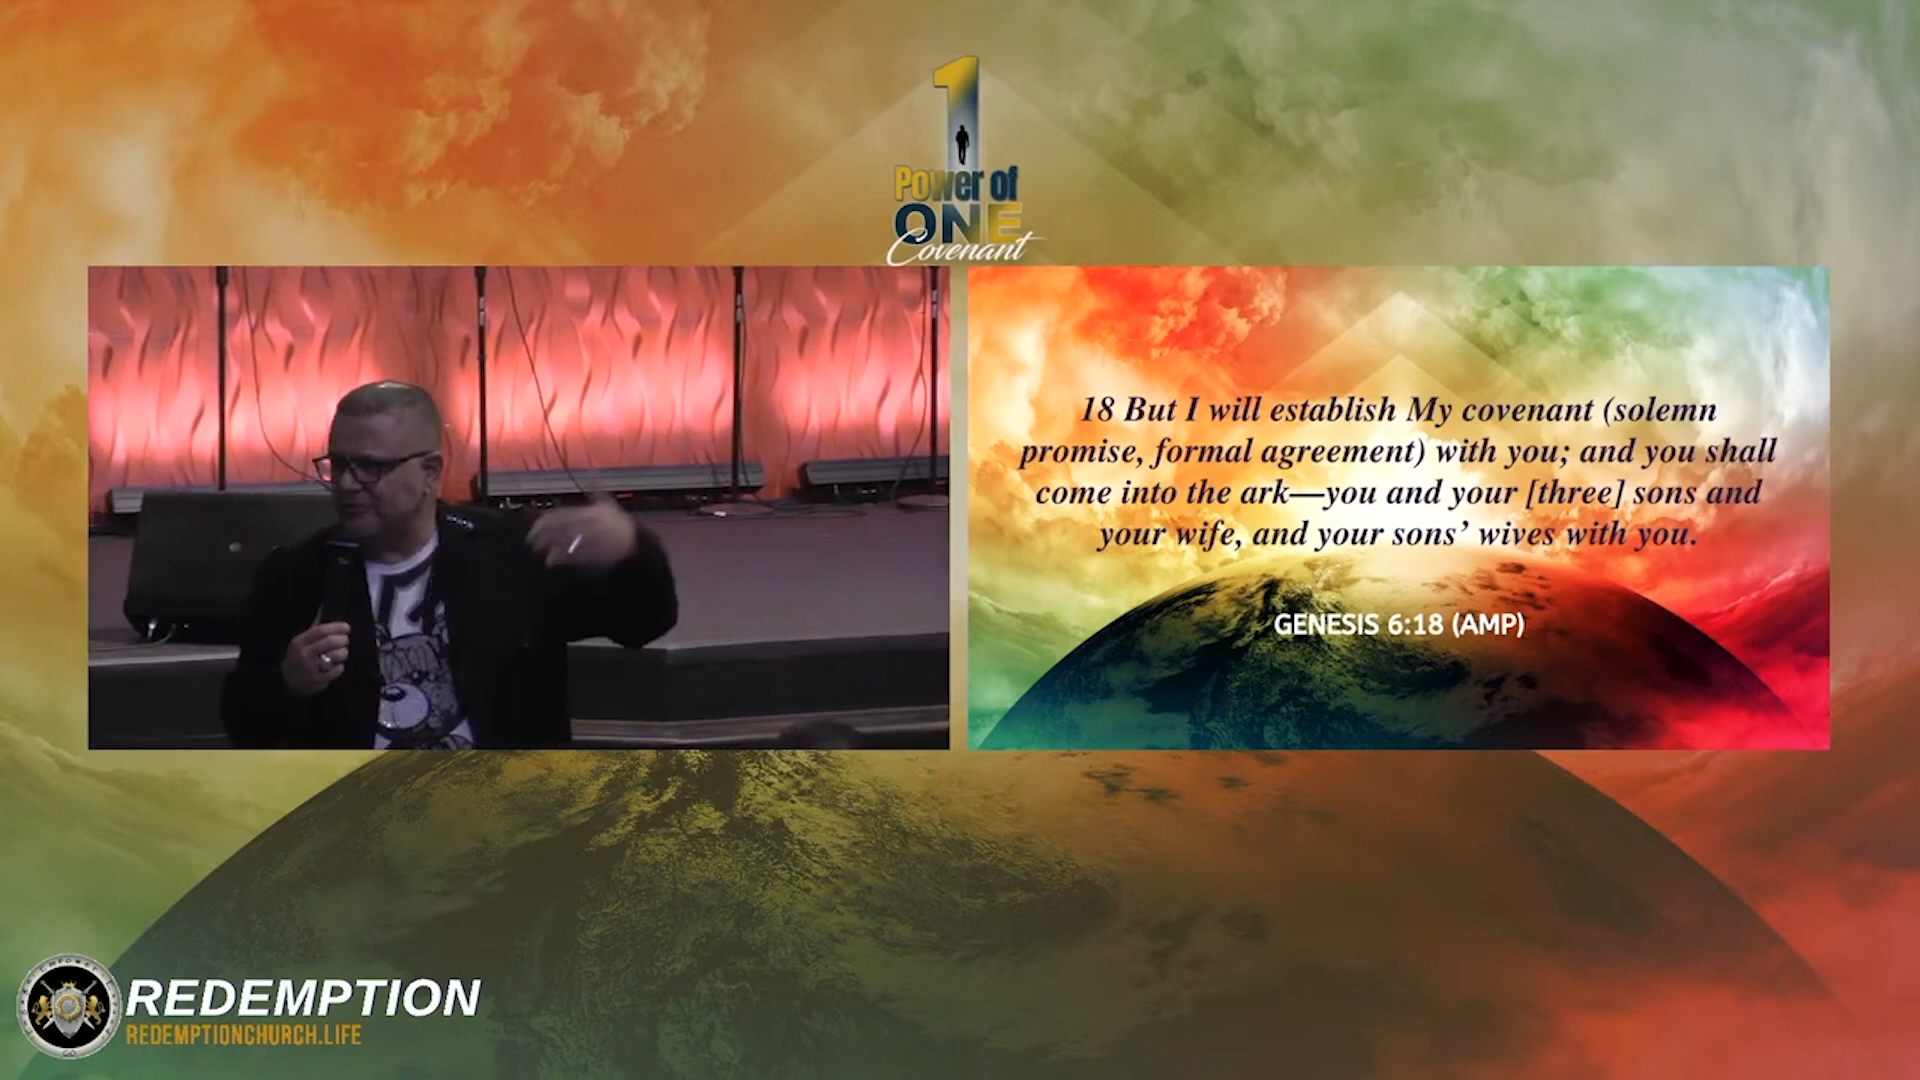 1
Power of
ONE
Covenant
18 But I will establish My covenant (solemn
promise, formal agreement) with you; and you shall
come into the ark—you and your [three] sons and
your wife, and your sons’ wives with you.
GENESIS 6:18 (AMP)
EMPOWER
REDEMPTION
REDEMPTIONCHURCH.LIFE